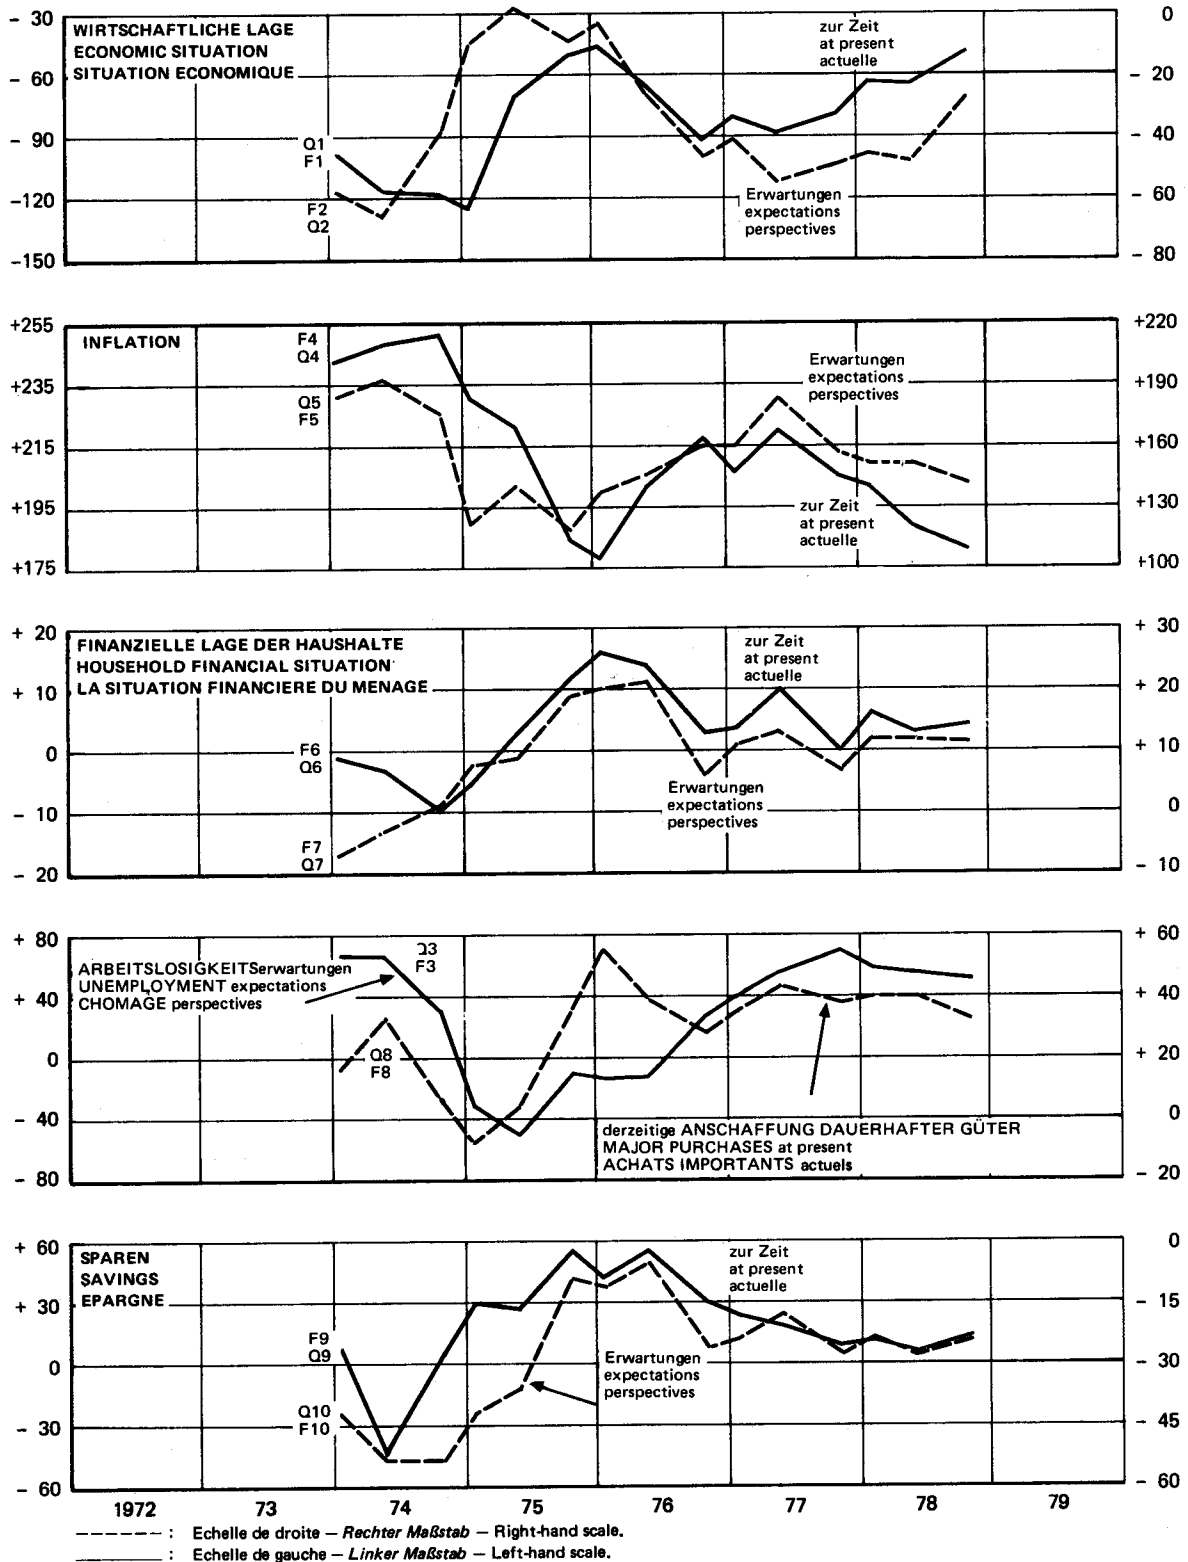 WIRTSCHAFTLICHE LAGE
ECONOMIC SITUATION
SITUATION ECONOMIQUE
− 30
− 60
− 90
−120
−150
0
− 20
− 40
− 60
− 80
Q1
F1
F2
Q2
zur Zeit
at present
actuelle
Erwartungen
expectations
perspectives
INFLATION
+255
+235
+215
+195
+175
+220
+190
+160
+130
+100
F4
Q4
Q5
F5
Erwartungen
expectations
perspectives
zur Zeit
at present
actuelle
FINANZIELLE LAGE DER HAUSHALTE
HOUSEHOLD FINANCIAL SITUATION
LA SITUATION FINANCIERE DU MENAGE
+ 20
+ 10
0
− 10
− 20
+ 30
+ 20
+ 10
0
− 10
F6
Q6
F7
Q7
zur Zeit
at present
actuelle
Erwartungen
expectations
perspectives
+ 80
+ 40
0
− 40
− 80
+ 60
+ 40
+ 20
0
− 20
ARBEITSLOSIGKEITSerwartungen
UNEMPLOYMENT expectations
CHOMAGE perspectives
Q3
F3
Q8
F8
derzeitige ANSCHAFFUNG DAUERHAFTER GÜTER
MAJOR PURCHASES at present
ACHATS IMPORTANTS actuels
SPAREN
SAVINGS
EPARGNE
+ 60
+ 30
0
− 30
− 60
0
− 15
− 30
− 45
− 60
F9
Q9
Q10
F10
zur Zeit
at present
actuelle
Erwartungen
expectations
perspectives
1972 73 74 75 76 77 78 79
− − − − − − : Echelle de droite − Rechter Maßstab − Right-hand scale.
———— : Echelle de gauche − Linker Maßstab − Left-hand scale.